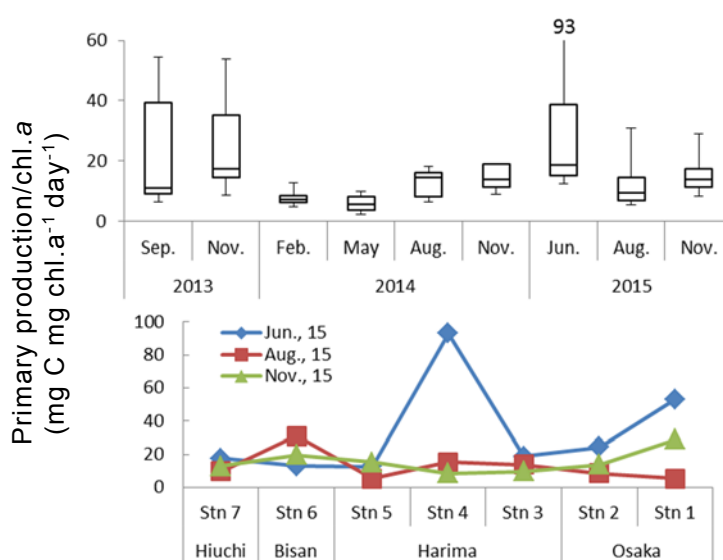 Primary production/chl.a
(mg C mg chl.a⁻¹ day⁻¹)
93
60
40
20
0
Sep. Nov. Feb. May Aug. Nov. Jun. Aug. Nov.
2013 2014 2015
100
80
60
40
20
0
Jun., 15
Aug., 15
Nov., 15
Stn 7 Stn 6 Stn 5 Stn 4 Stn 3 Stn 2 Stn 1
Hiuchi Bisan Harima Osaka